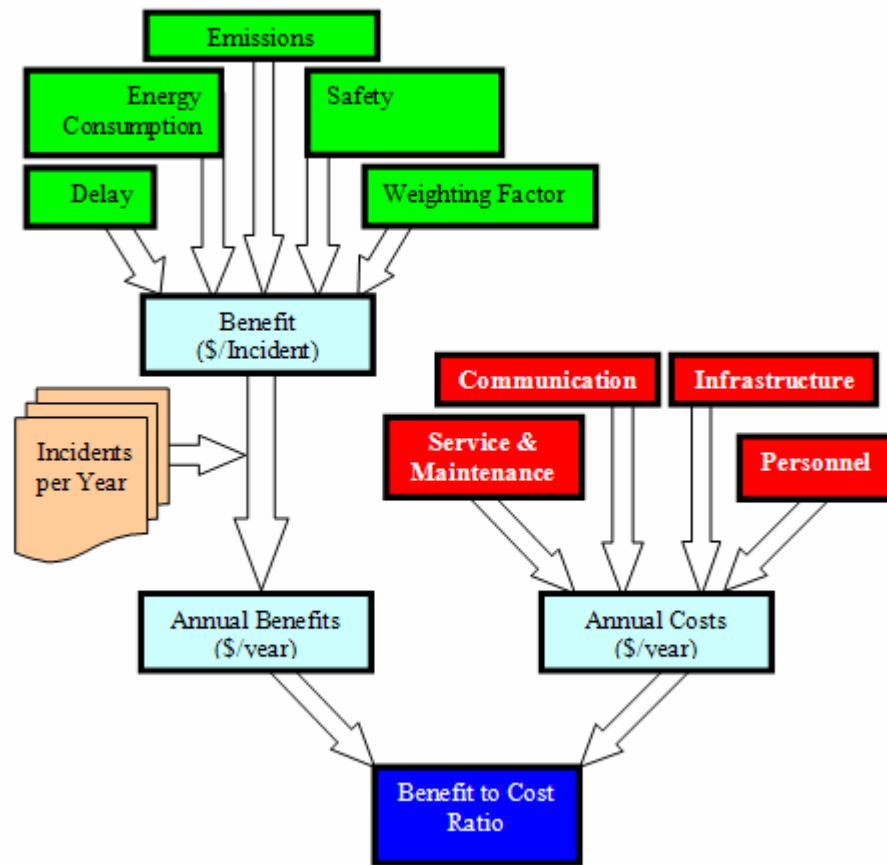 Emissions
Energy
Consumption
Safety
Delay
Weighting Factor
Benefit
($/Incident)
Communication
Infrastructure
Incidents
per Year
Service &
Maintenance
Personnel
Annual Benefits
($/year)
Annual Costs
($/year)
Benefit to Cost
Ratio